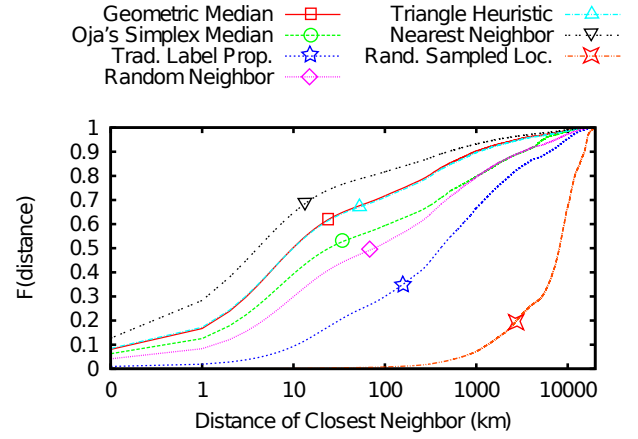 Geometric Median
Oja's Simplex Median
Trad. Label Prop.
Random Neighbor
Triangle Heuristic
Nearest Neighbor
Rand. Sampled Loc.
1
0.9
0.8
0.7
0.6
0.5
0.4
0.3
0.2
0.1
0
F(distance)
0 1 10 100 1000 10000
Distance of Closest Neighbor (km)